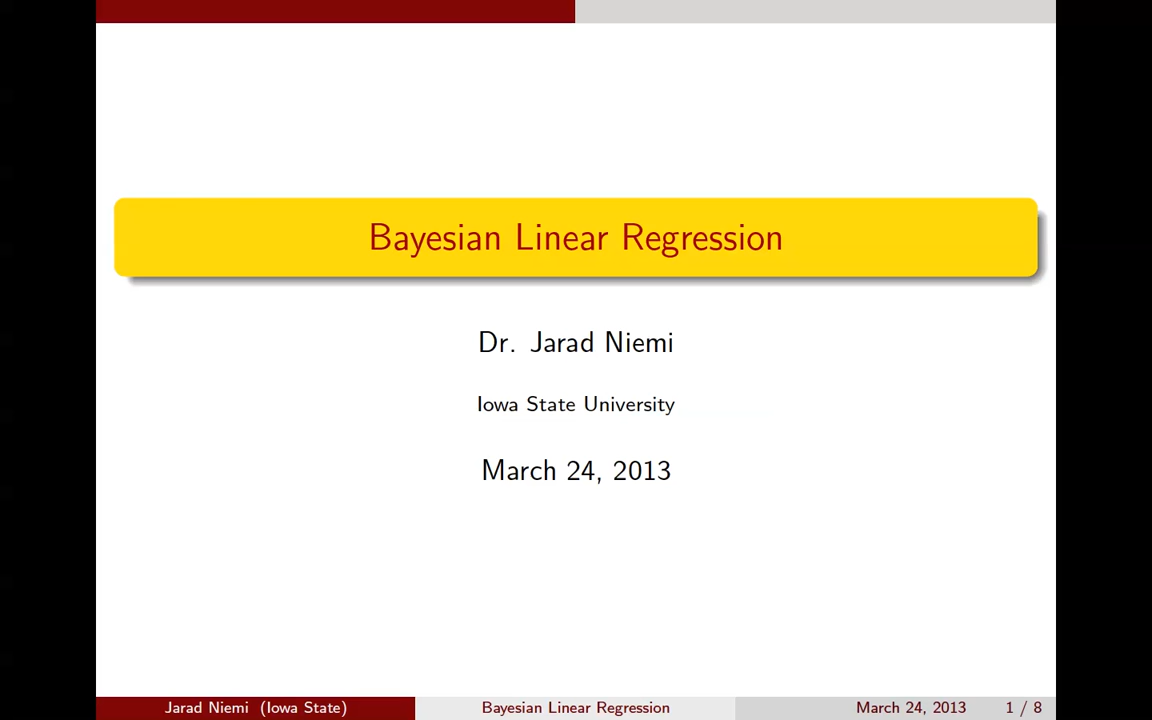 Bayesian Linear Regression
Dr. Jarad Niemi
Iowa State University
March 24, 2013
Jarad Niemi (Iowa State) Bayesian Linear Regression March 24, 2013 1 / 8